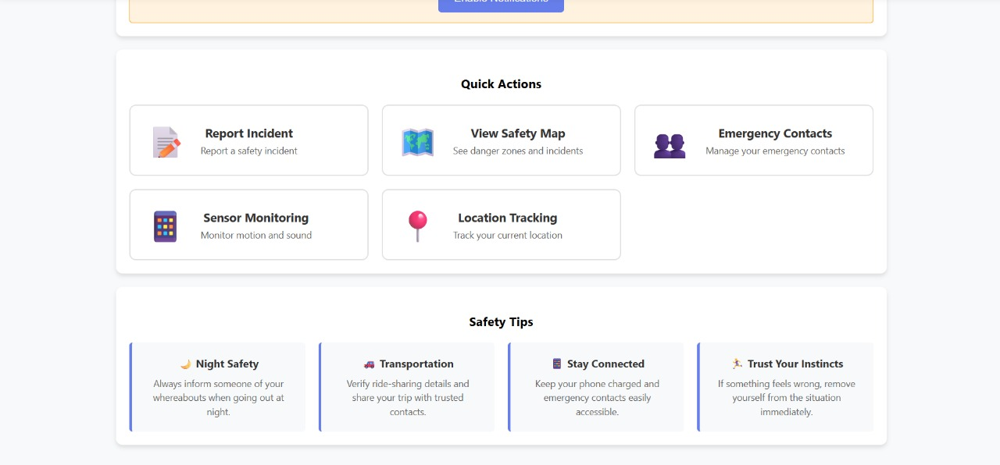 Enable Notifications
Quick Actions
Report Incident
Report a safety incident
View Safety Map
See danger zones and incidents
Emergency Contacts
Manage your emergency contacts
Sensor Monitoring
Monitor motion and sound
Location Tracking
Track your current location
Safety Tips
Night Safety
Always inform someone of your
whereabouts when going out at
night.
Transportation
Verify ride-sharing details and
share your trip with trusted
contacts.
Stay Connected
Keep your phone charged and
emergency contacts easily
accessible.
Trust Your Instincts
If something feels wrong, remove
yourself from the situation
immediately.